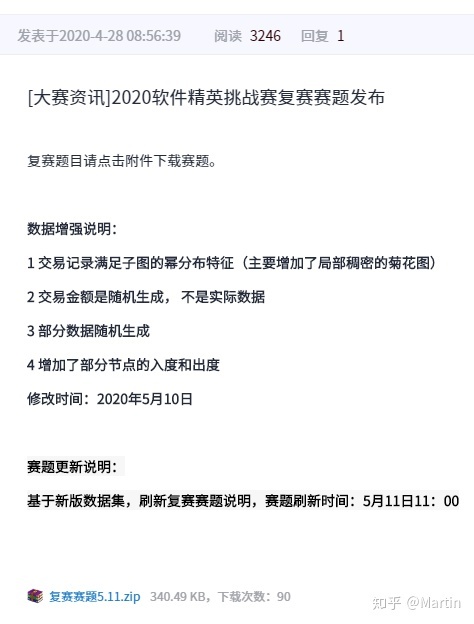 发表于2020-4-28 08:56:39 阅读 3246 回复 1
[大赛资讯]2020软件精英挑战赛复赛赛题发布
复赛题目请点击附件下载赛题。
数据增强说明：
1 交易记录满足子图的幂分布特征（主要增加了局部稠密的菊花图）
2 交易金额是随机生成， 不是实际数据
3 部分数据随机生成
4 增加了部分节点的入度和出度
修改时间：2020年5月10日
赛题更新说明：
基于新版数据集，刷新复赛赛题说明，赛题刷新时间：5月11日11：00
复赛赛题5.11.zip 340.49 KB，下载次数：90
知乎 @Martin